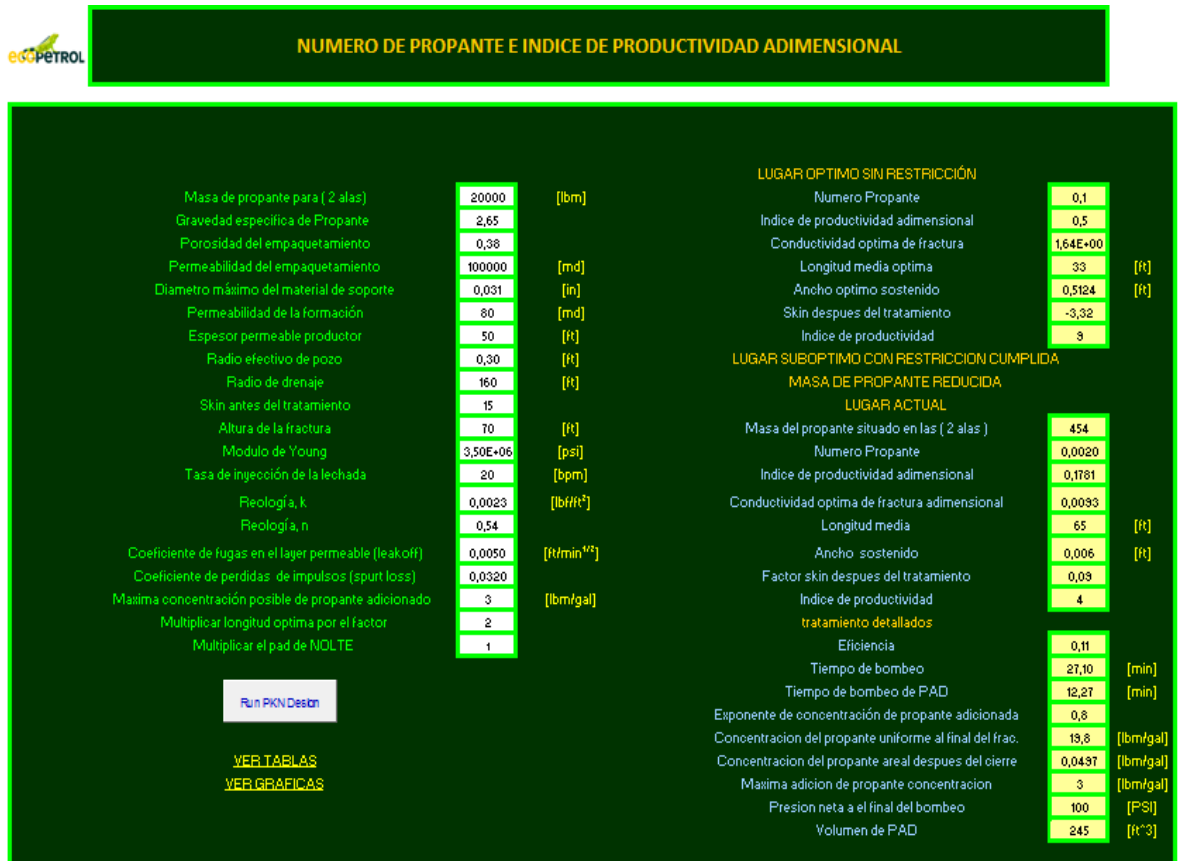 ecoPETROL
NUMERO DE PROPANTE E INDICE DE PRODUCTIVIDAD ADIMENSIONAL
Masa de propante para ( 2 alas) 20000 [lbm]
Gravedad especifica de Propante 2,65
Porosidad del empaquetamiento 0,38
Permeabilidad del empaquetamiento 100000 [md]
Diametro máximo del material de soporte 0,031 [in]
Permeabilidad de la formación 80 [md]
Espesor permeable productor 50 [ft]
Radio efectivo de pozo 0,30 [ft]
Radio de drenaje 160 [ft]
Skin antes del tratamiento 15
Altura de la fractura 70 [ft]
Modulo de Young 3,50E+06 [psi]
Tasa de inyección de la lechada 20 [bpm]
Reología, k 0,0023 [lbf/ft²]
Reología, n 0,54
Coeficiente de fugas en el layer permeable (leakoff) 0,0050 [ft/min¹/²]
Coeficiente de perdidas de impulsos (spurt loss) 0,0320
Maxima concentración posible de propante adicionado 3 [lbm/gal]
Multiplicar longitud optima por el factor 2
Multiplicar el pad de NOLTE 1
Run PKN Design
VER TABLAS
VER GRAFICAS
LUGAR OPTIMO SIN RESTRICCIÓN
Numero Propante 0,1
Indice de productividad adimensional 0,5
Conductividad optima de fractura 1,64E+00
Longitud media optima 33 [ft]
Ancho optimo sostenido 0,5124 [ft]
Skin despues del tratamiento -3,32
Indice de productividad 9
LUGAR SUBOPTIMO CON RESTRICCION CUMPLIDA
MASA DE PROPANTE REDUCIDA
LUGAR ACTUAL
Masa del propante situado en las ( 2 alas ) 454
Numero Propante 0,0020
Indice de productividad adimensional 0,1781
Conductividad optima de fractura adimensional 0,0093
Longitud media 65 [ft]
Ancho sostenido 0,006 [ft]
Factor skin despues del tratamiento 0,09
Indice de productividad 4
tratamiento detallados
Eficiencia 0,11
Tiempo de bombeo 27,10 [min]
Tiempo de bombeo de PAD 12,27 [min]
Exponente de concentración de propante adicionada 0,8
Concentracion del propante uniforme al final del frac. 19,8 [lbm/gal]
Concentracion del propante areal despues del cierre 0,0497 [lbm/gal]
Maxima adicion de propante concentracion 3 [lbm/gal]
Presion neta a el final del bombeo 100 [PSI]
Volumen de PAD 245 [ft^3]